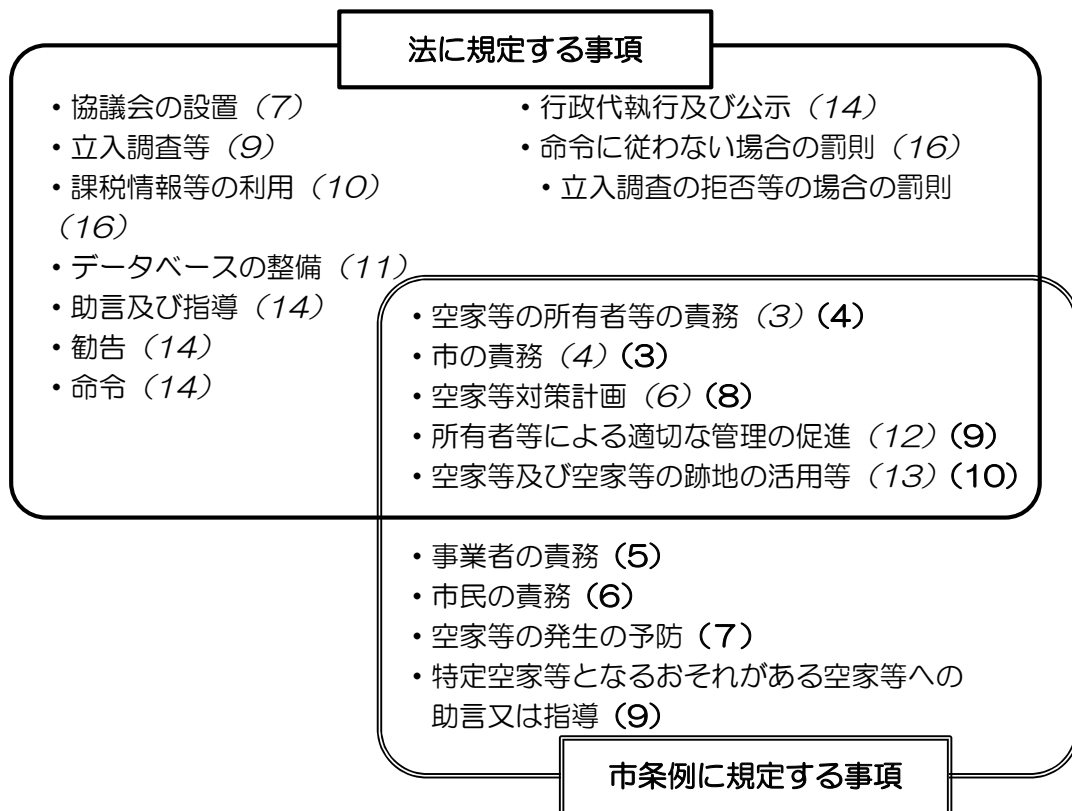 法に規定する事項
・協議会の設置(7)
・立入調査等(9)
・課税情報等の利用(10)
(16)
・データベースの整備(11)
・助言及び指導(14)
・勧告(14)
・命令(14)
・行政代執行及び公示(14)
・命令に従わない場合の罰則(16)
・立入調査の拒否等の場合の罰則
・空家等の所有者等の責務(3)(4)
・市の責務(4)(3)
・空家等対策計画(6)(8)
・所有者等による適切な管理の促進(12)(9)
・空家等及び空家等の跡地の活用等(13)(10)
・事業者の責務(5)
・市民の責務(6)
・空家等の発生の予防(7)
・特定空家等となるおそれがある空家等への
助言又は指導(9)
市条例に規定する事項